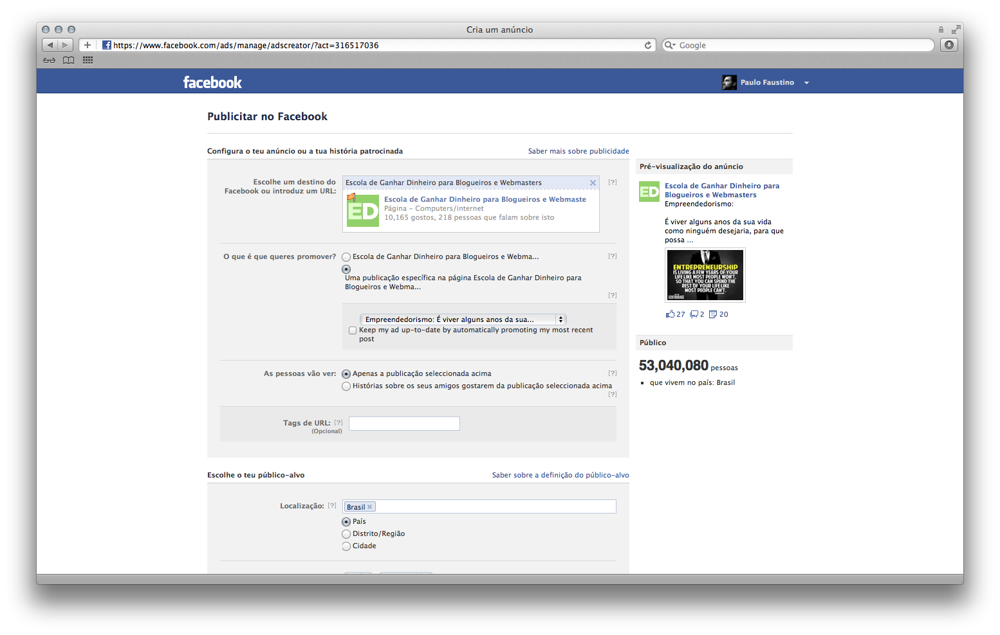 Cria um anúncio
https://www.facebook.com/ads/manage/adscreator/?act=316517036
Google
facebook
Paulo Faustino
Publicitar no Facebook
Configura o teu anúncio ou a tua história patrocinada
Saber mais sobre publicidade
Escolhe um destino do
Facebook ou introduz um URL:
Escola de Ganhar Dinheiro para Blogueiros e Webmasters
[?]
ED
Escola de Ganhar Dinheiro para Blogueiros e Webmaste
Página - Computers/internet
10,165 gostos, 218 pessoas que falam sobre isto
O que é que queres promover?
Escola de Ganhar Dinheiro para Blogueiros e Webma...
[?]
Uma publicação específica na página Escola de Ganhar Dinheiro para
Blogueiros e Webma...
[?]
Empreendedorismo: É viver alguns anos da sua...
Keep my ad up-to-date by automatically promoting my most recent
post
As pessoas vão ver:
Apenas a publicação seleccionada acima
[?]
Histórias sobre os seus amigos gostarem da publicação seleccionada acima
[?]
Tags de URL: [?]
(Opcional)
Escolhe o teu público-alvo
Saber sobre a definição do público-alvo
Localização: [?]
Brasil
País
Distrito/Região
Cidade
Pré-visualização do anúncio
ED
Escola de Ganhar Dinheiro para
Blogueiros e Webmasters
Empreendedorismo:
É viver alguns anos da sua vida
como ninguém desejaria, para que
possa ...
ENTREPRENEURSHIP
IS LIVING A FEW YEARS OF YOUR
LIFE LIKE MOST PEOPLE WON'T,
SO THAT YOU CAN SPEND THE
REST OF YOUR LIFE LIKE
MOST PEOPLE CAN'T.
27 2 20
Público
53,040,080 pessoas
que vivem no país: Brasil